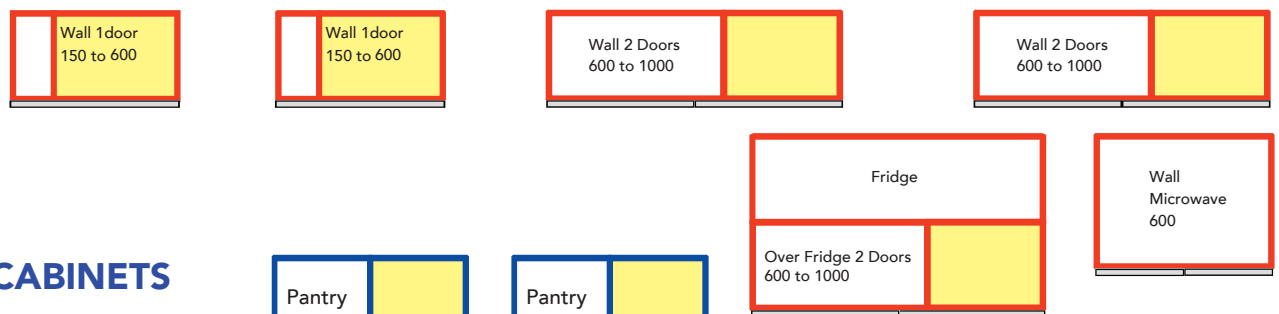 Wall 1door
150 to 600
Wall 1door
150 to 600
Wall 2 Doors
600 to 1000
Wall 2 Doors
600 to 1000
Fridge
Wall
Microwave
600
Over Fridge 2 Doors
600 to 1000
CABINETS
Pantry
Pantry